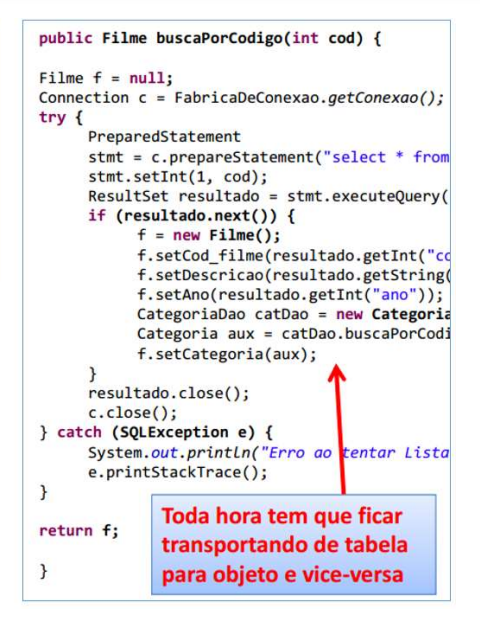 public Filme buscaPorCodigo(int cod) {
Filme f = null;
Connection c = FabricaDeConexao.getConexao();
try {
PreparedStatement
stmt = c.prepareStatement("select * from
stmt.setInt(1, cod);
ResultSet resultado = stmt.executeQuery(
if (resultado.next()) {
f = new Filme();
f.setCod_filme(resultado.getInt("co
f.setDescricao(resultado.getString(
f.setAno(resultado.getInt("ano"));
CategoriaDao catDao = new Categoria
Categoria aux = catDao.buscaPorCodi
f.setCategoria(aux);
}
resultado.close();
c.close();
} catch (SQLException e) {
System.out.println("Erro ao tentar Lista
e.printStackTrace();
}
return f;
}
Toda hora tem que ficar
transportando de tabela
para objeto e vice-versa